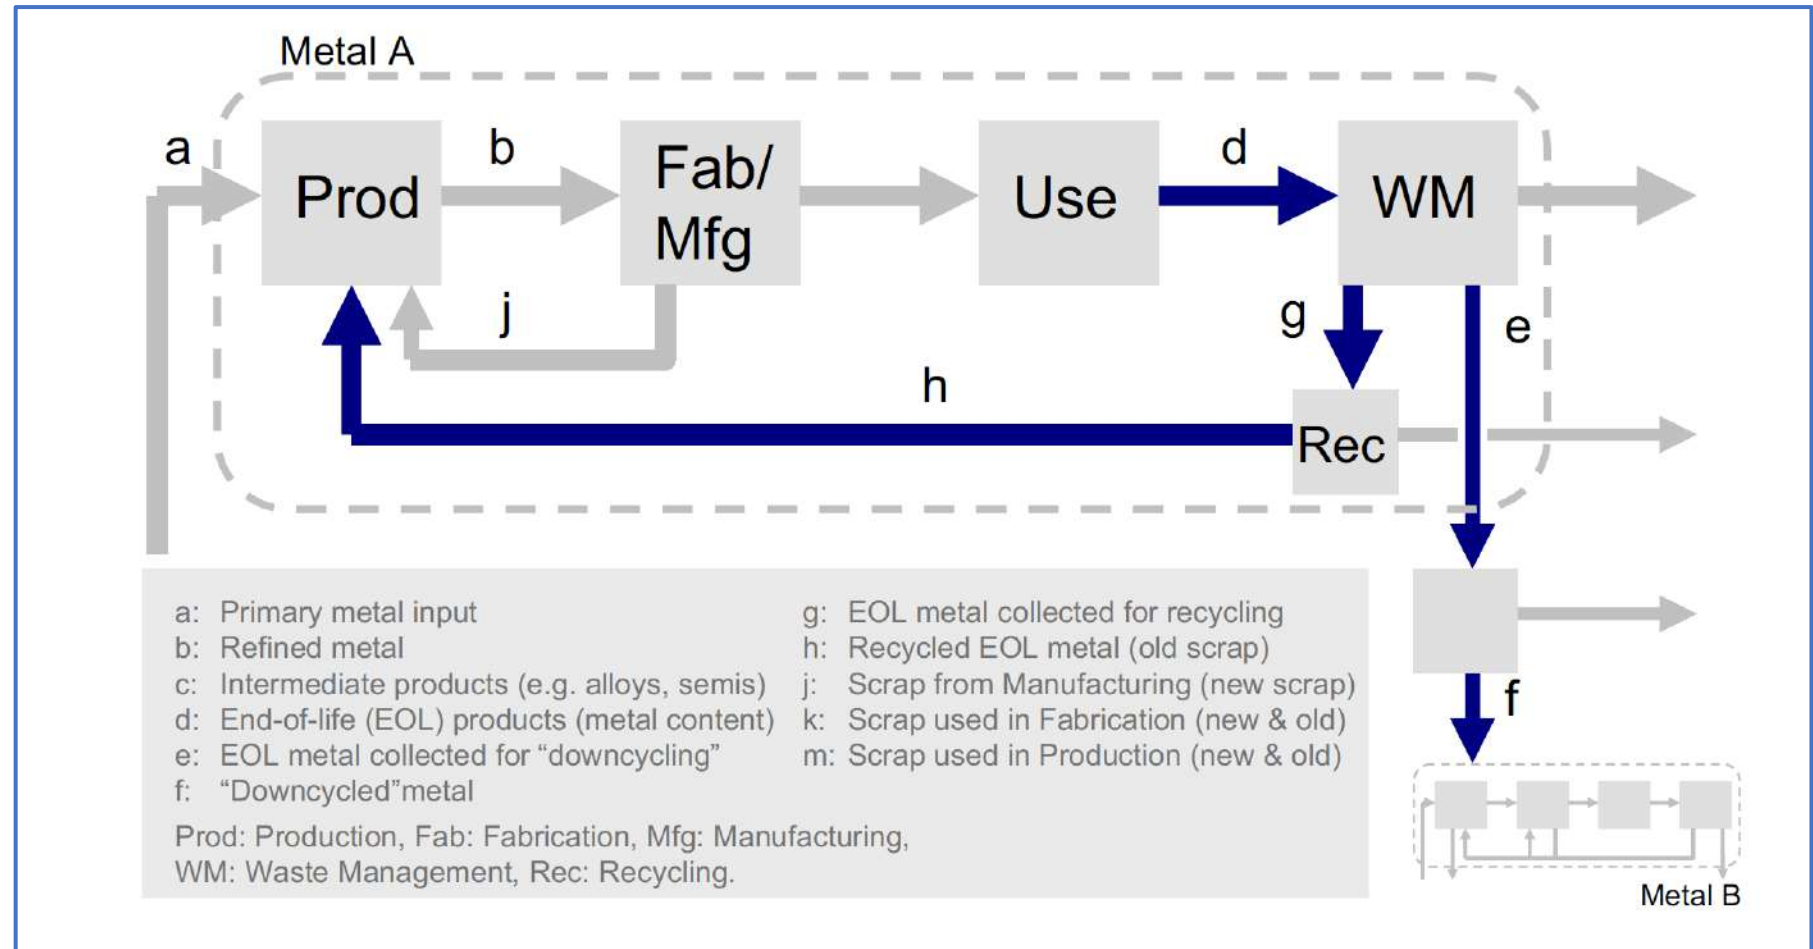 Metal A
a
b
d
Prod
Fab/
Mfg
Use
WM
j
g
e
h
Rec
a: Primary metal input
b: Refined metal
c: Intermediate products (e.g. alloys, semis)
d: End-of-life (EOL) products (metal content)
e: EOL metal collected for “downcycling”
f: “Downcycled”metal
g: EOL metal collected for recycling
h: Recycled EOL metal (old scrap)
j: Scrap from Manufacturing (new scrap)
k: Scrap used in Fabrication (new & old)
m: Scrap used in Production (new & old)
Prod: Production, Fab: Fabrication, Mfg: Manufacturing,
WM: Waste Management, Rec: Recycling.
f
Metal B